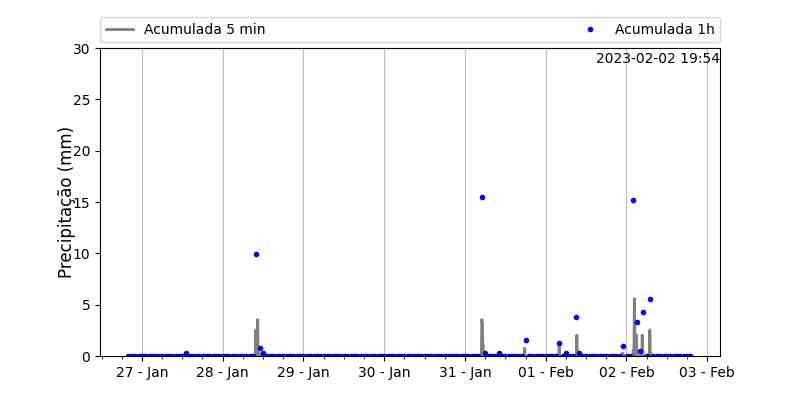 Acumulada 5 min
Acumulada 1h
2023-02-02 19:54
Precipitação (mm)
30
25
20
15
10
5
0
27 - Jan
28 - Jan
29 - Jan
30 - Jan
31 - Jan
01 - Feb
02 - Feb
03 - Feb